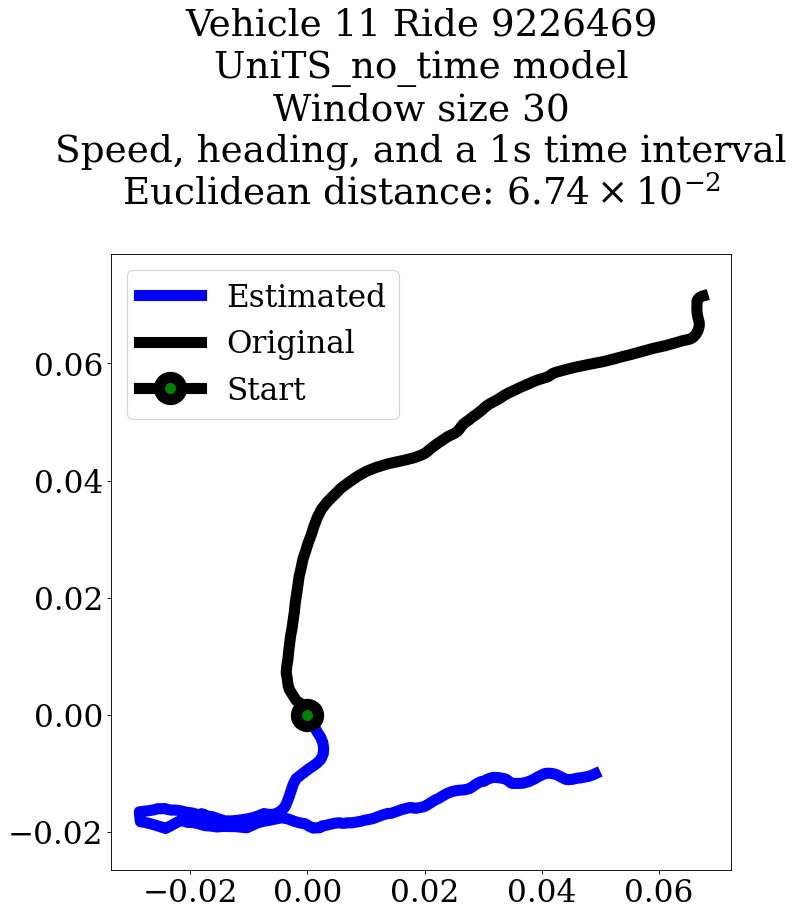 Vehicle 11 Ride 9226469
UniTS_no_time model
Window size 30
Speed, heading, and a 1s time interval
Euclidean distance: 6.74 × 10⁻²
Estimated
Original
Start
0.06
0.04
0.02
0.00
−0.02
−0.02 0.00 0.02 0.04 0.06